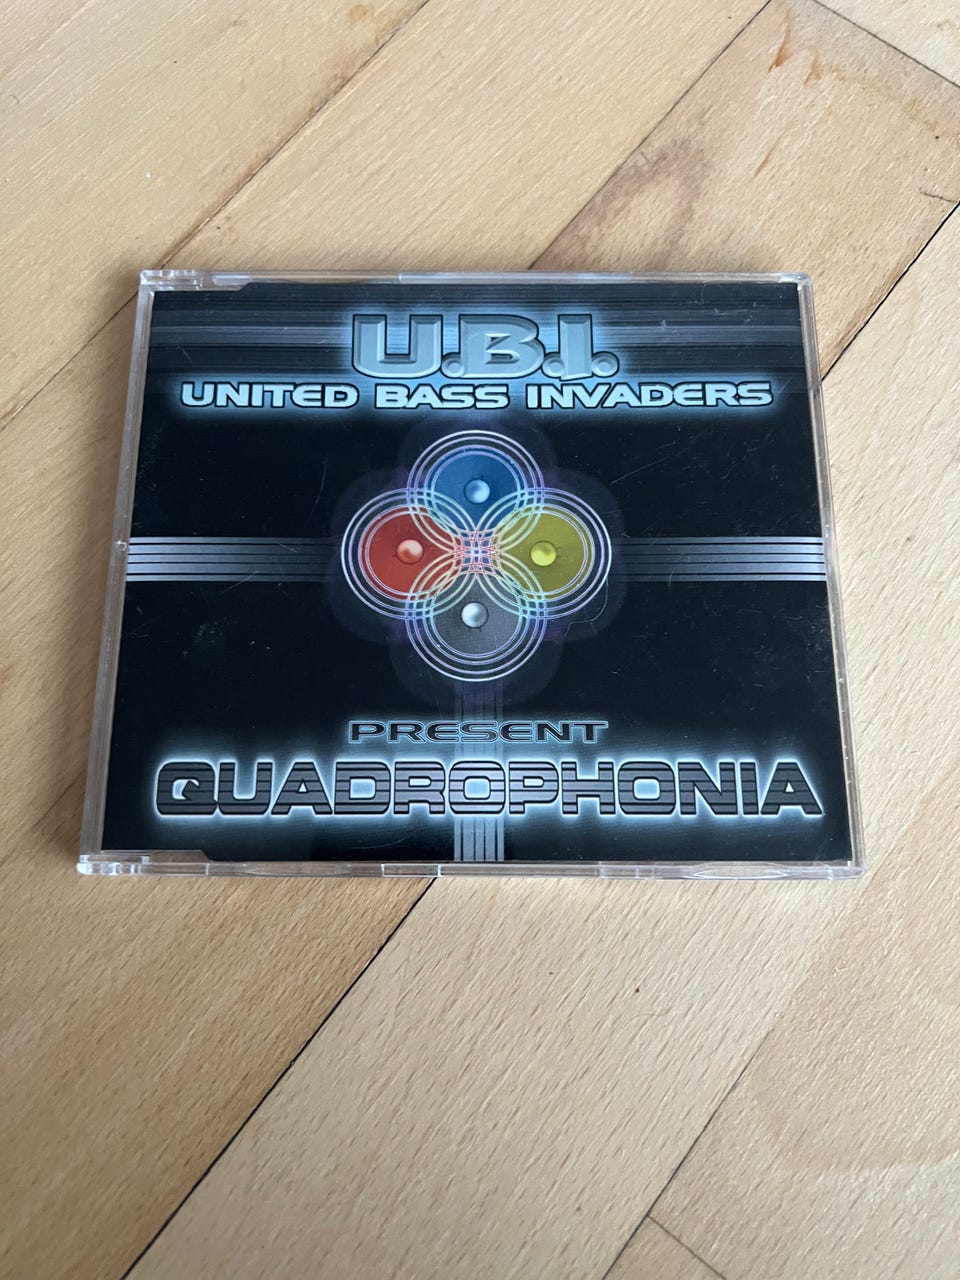 U.B.I.
UNITED BASS INVADERS
PRESENT
QUADROPHONIA